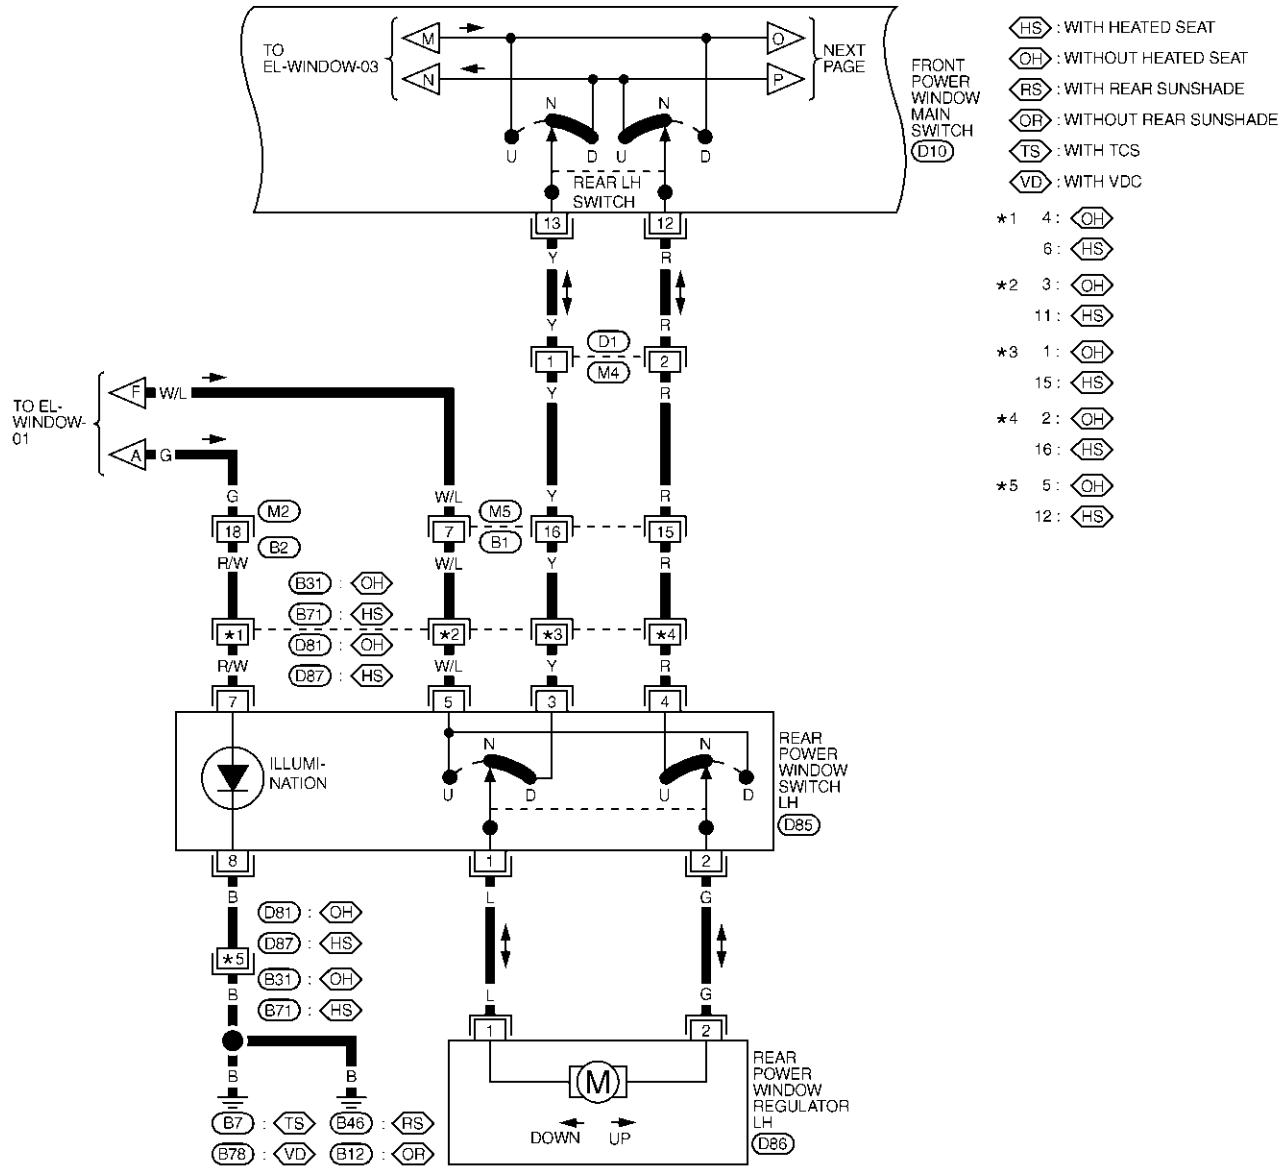 TO
EL-WINDOW-03
M
N
O
P
NEXT
PAGE
FRONT
POWER
WINDOW
MAIN
SWITCH
D10
N
N
U
D
U
D
REAR LH
SWITCH
13
12
HS : WITH HEATED SEAT
OH : WITHOUT HEATED SEAT
RS : WITH REAR SUNSHADE
OR : WITHOUT REAR SUNSHADE
TS : WITH TCS
VD : WITH VDC
*1 4 : OH
6 : HS
*2 3 : OH
11 : HS
*3 1 : OH
15 : HS
*4 2 : OH
16 : HS
*5 5 : OH
12 : HS
Y
R
Y
R
1
D1
M4
2
Y
R
TO EL-
WINDOW-
01
F
W/L
A
G
G
W/L
Y
R
18
M2
B2
7
M5
B1
16
15
R/W
W/L
Y
R
B31 : OH
B71 : HS
*1
*2
*3
*4
D81 : OH
D87 : HS
R/W
W/L
Y
R
7
5
3
4
ILLUMI-
NATION
N
N
U
D
U
D
REAR
POWER
WINDOW
SWITCH
LH
D85
8
1
2
B
L
G
D81 : OH
D87 : HS
*5
B31 : OH
B71 : HS
B
L
G
1
2
B
B
B7 : TS
B46 : RS
B78 : VD
B12 : OR
M
DOWN
UP
REAR
POWER
WINDOW
REGULATOR
LH
D86